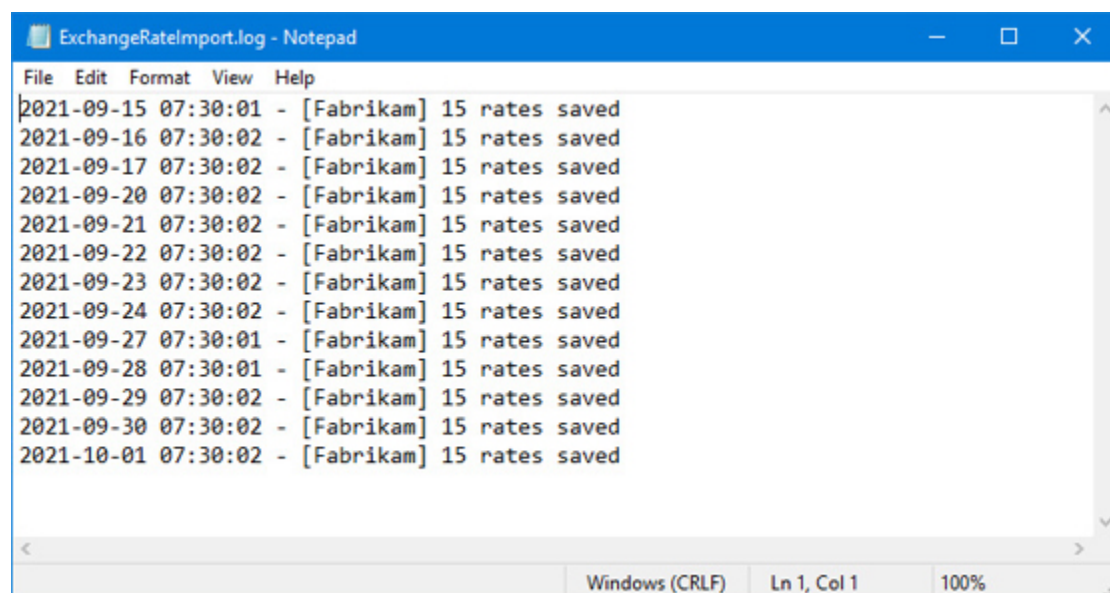 ExchangeRateImport.log - Notepad
File Edit Format View Help
2021-09-15 07:30:01 - [Fabrikam] 15 rates saved
2021-09-16 07:30:02 - [Fabrikam] 15 rates saved
2021-09-17 07:30:02 - [Fabrikam] 15 rates saved
2021-09-20 07:30:02 - [Fabrikam] 15 rates saved
2021-09-21 07:30:02 - [Fabrikam] 15 rates saved
2021-09-22 07:30:02 - [Fabrikam] 15 rates saved
2021-09-23 07:30:02 - [Fabrikam] 15 rates saved
2021-09-24 07:30:02 - [Fabrikam] 15 rates saved
2021-09-27 07:30:01 - [Fabrikam] 15 rates saved
2021-09-28 07:30:01 - [Fabrikam] 15 rates saved
2021-09-29 07:30:02 - [Fabrikam] 15 rates saved
2021-09-30 07:30:02 - [Fabrikam] 15 rates saved
2021-10-01 07:30:02 - [Fabrikam] 15 rates saved
Windows (CRLF) Ln 1, Col 1 100%